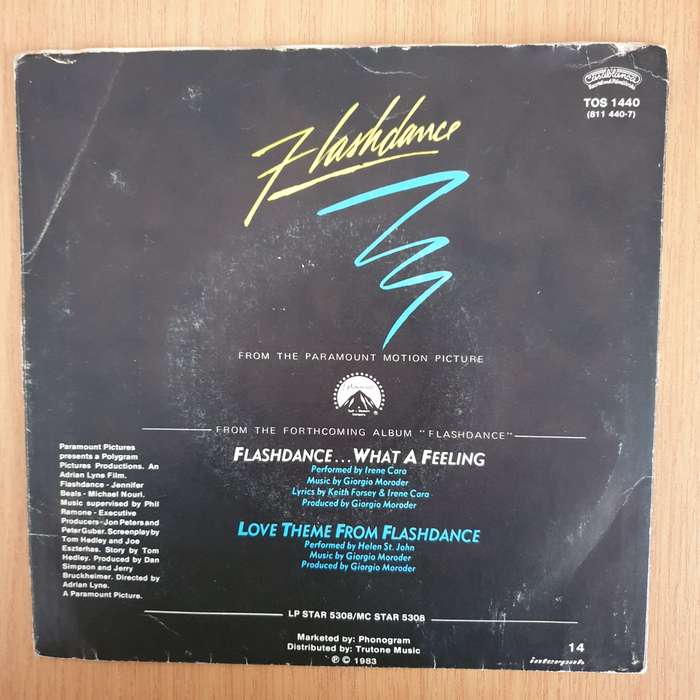 Casablanca
Record and FilmWorks
TOS 1440
(811 440-7)
Flashdance
FROM THE PARAMOUNT MOTION PICTURE
Paramount
FROM THE FORTHCOMING ALBUM "FLASHDANCE"
FLASHDANCE...WHAT A FEELING
Performed by Irene Cara
Music by Giorgio Moroder
Lyrics by Keith Forsey & Irene Cara
Produced by Giorgio Moroder
LOVE THEME FROM FLASHDANCE
Performed by Helen St. John
Music by Giorgio Moroder
Produced by Giorgio Moroder
Paramount Pictures
presents a Polygram
Pictures Productions. An
Adrian Lyne Film.
Flashdance - Jennifer
Beals - Michael Nouri.
Music supervised by Phil
Ramone - Executive
Producers - Jon Peters and
Peter Guber. Screenplay by
Tom Hedley and Joe
Eszterhas. Story by Tom
Hedley. Produced by Dan
Simpson and Jerry
Bruckheimer. Directed by
Adrian Lyne.
A Paramount Picture.
LP STAR 5308/MC STAR 5308
Marketed by: Phonogram
Distributed by: Trutone Music
℗ © 1983
14
interpak